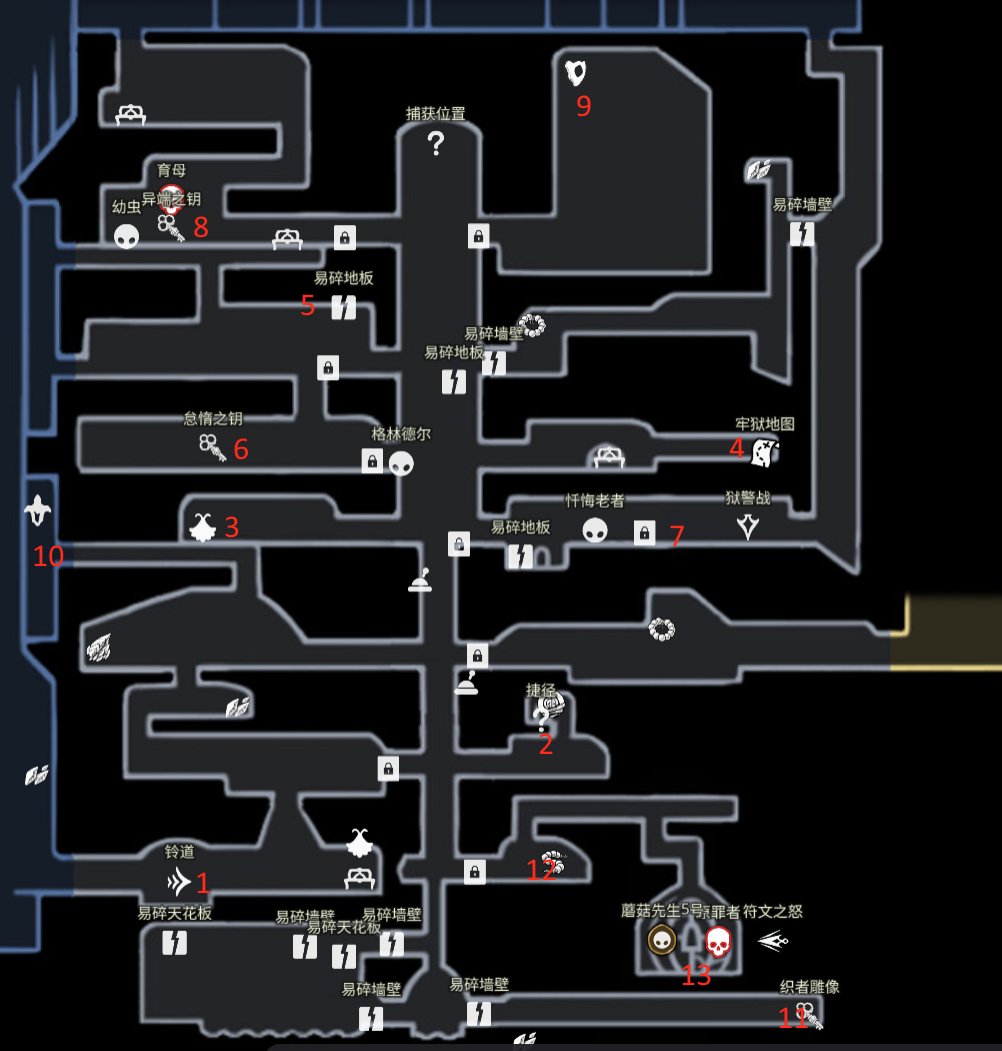 9
捕获位置
育母
异端之钥
幼虫
8
易碎墙壁
易碎地板
5
易碎墙壁
易碎地板
怠惰之钥
6
格林德尔
牢狱地图
4
3
忏悔老者
狱警战
易碎地板
7
10
捷径
2
铃道
1
12
易碎天花板
易碎墙壁
易碎天花板
易碎墙壁
蘑菇先生5号
原罪者
符文之怒
13
易碎墙壁
易碎墙壁
织者雕像
11